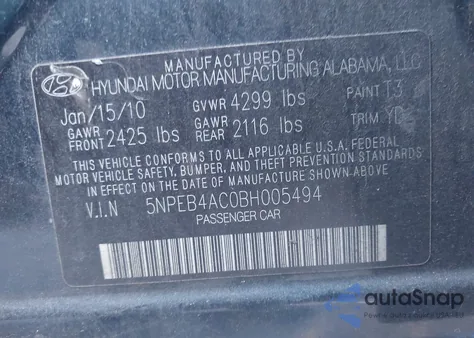 MANUFACTURED BY
HYUNDAI MOTOR MANUFACTURING ALABAMA, LLC
Jan/15/10 GVWR 4299 lbs PAINT T3
GAWR FRONT 2425 lbs GAWR REAR 2116 lbs TRIM YD
THIS VEHICLE CONFORMS TO ALL APPLICABLE U.S. FEDERAL
MOTOR VEHICLE SAFETY, BUMPER, AND THEFT PREVENTION STANDARDS
IN EFFECT ON THE DATE OF MANUFACTURE SHOWN ABOVE.
V.I.N 5NPEB4AC0BH005494
PASSENGER CAR
autoSnap